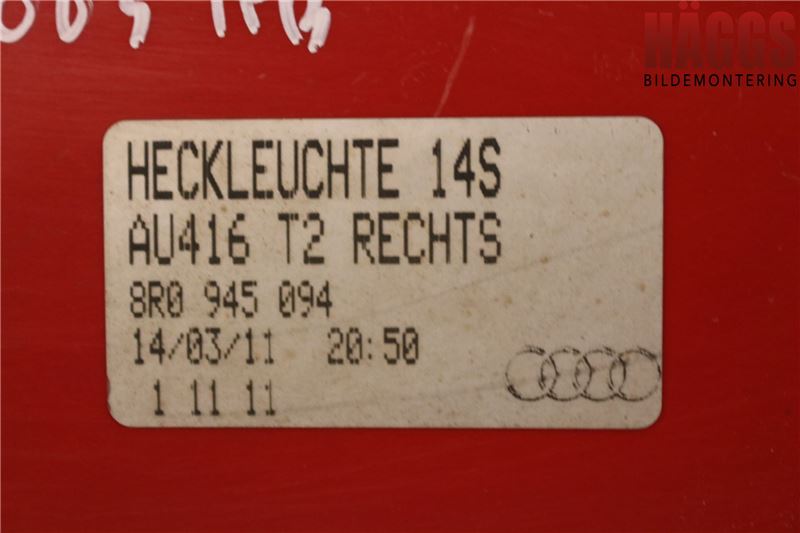 HÄGGS
BILDEMONTERING
HECKLEUCHTE 14S
AU416 T2 RECHTS
8R0 945 094
14/03/11 20:50
1 11 11